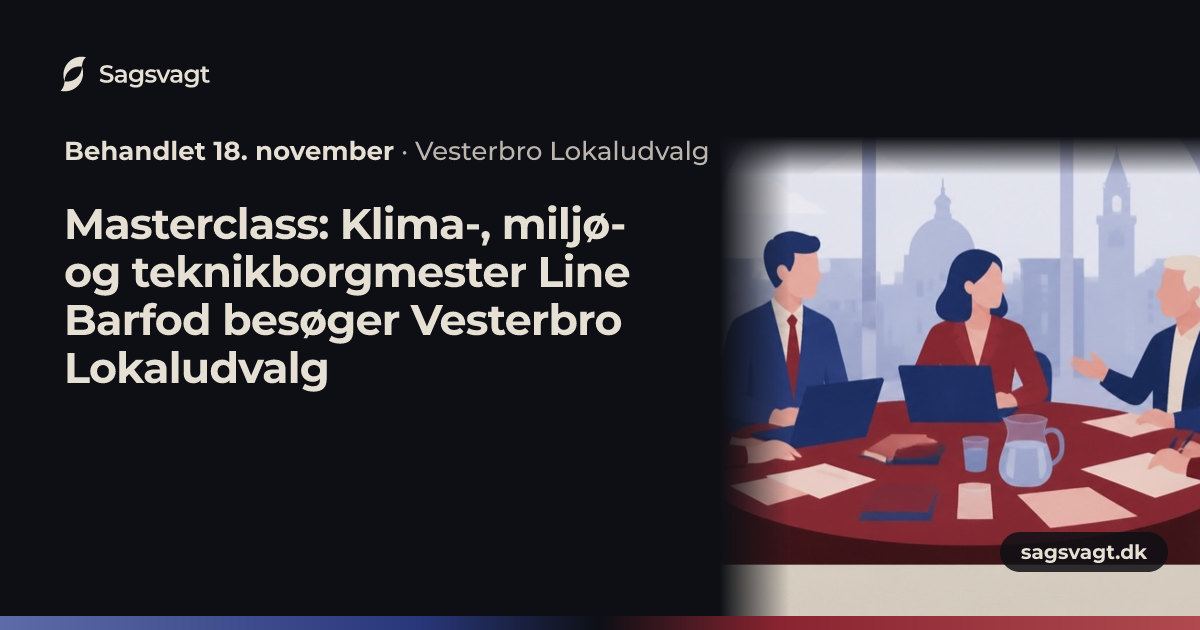 Sagsvagt
Behandlet 18. november · Vesterbro Lokaludvalg
Masterclass: Klima-, miljø-
og teknikborgmester Line
Barfod besøger Vesterbro
Lokaludvalg
sagsvagt.dk